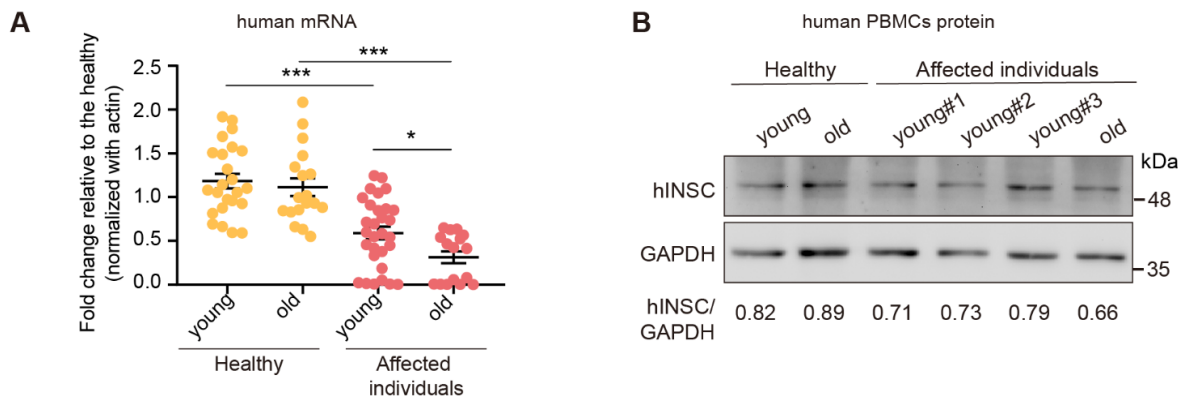 A
human mRNA
Fold change relative to the healthy
(normalized with actin)
2.5
2.0
1.5
1.0
0.5
0.0
***
***
*
young
old
young
old
Healthy
Affected
individuals
B
human PBMCs protein
Healthy
Affected individuals
young
old
young#1
young#2
young#3
old
kDa
hINSC
48
GAPDH
35
hINSC/
GAPDH
0.82 0.89 0.71 0.73 0.79 0.66